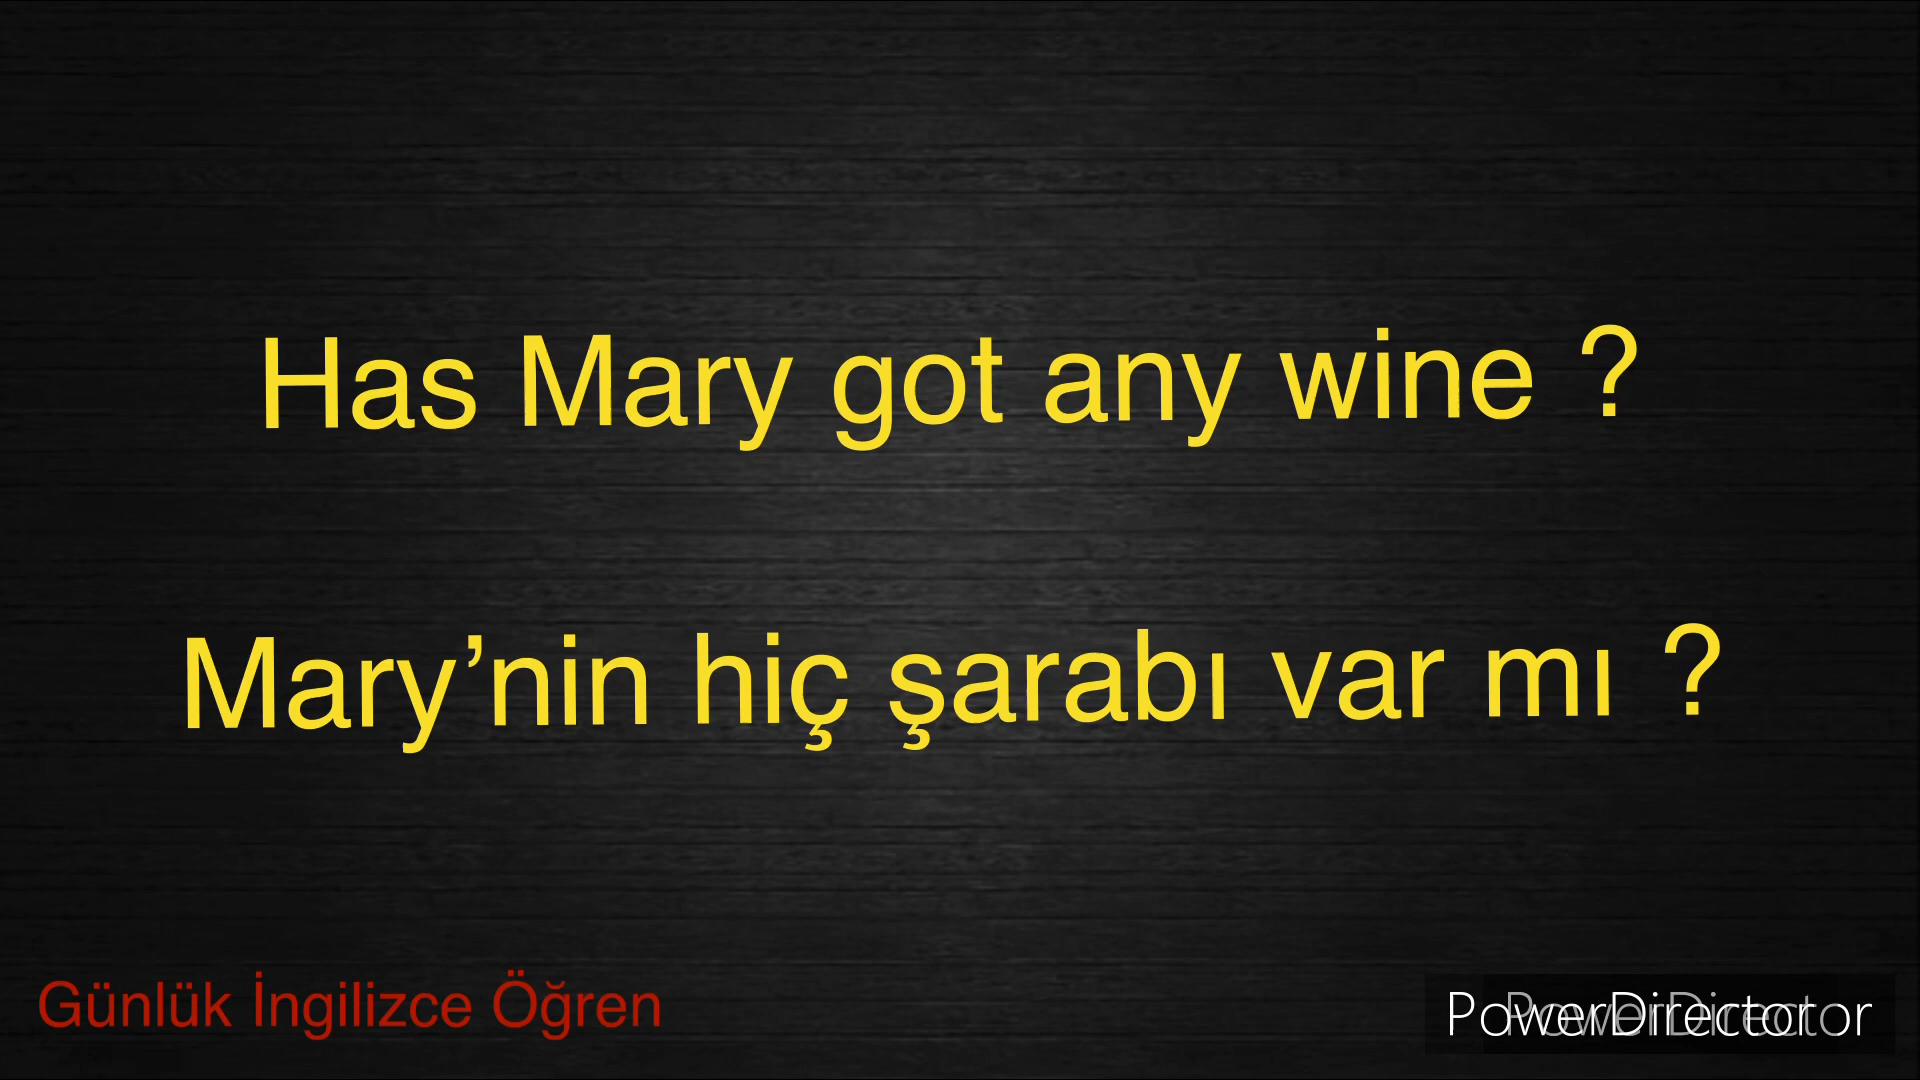 Has Mary got any wine ?
Mary’nin hiç şarabı var mı ?
Günlük İngilizce Öğren
PowerDirector